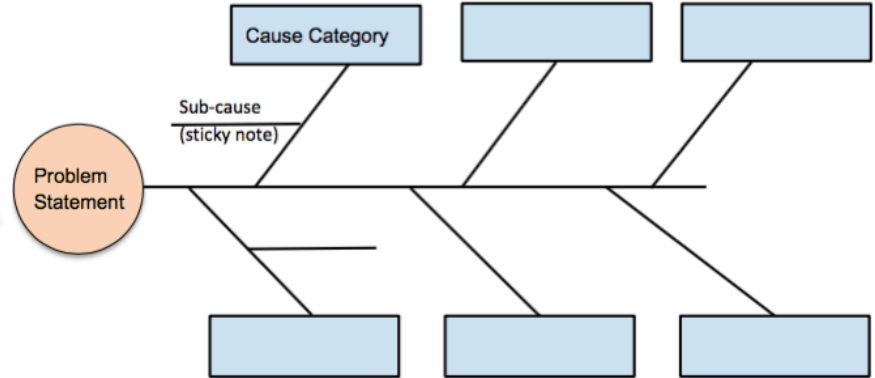 Cause Category
Sub-cause
(sticky note)
Problem
Statement